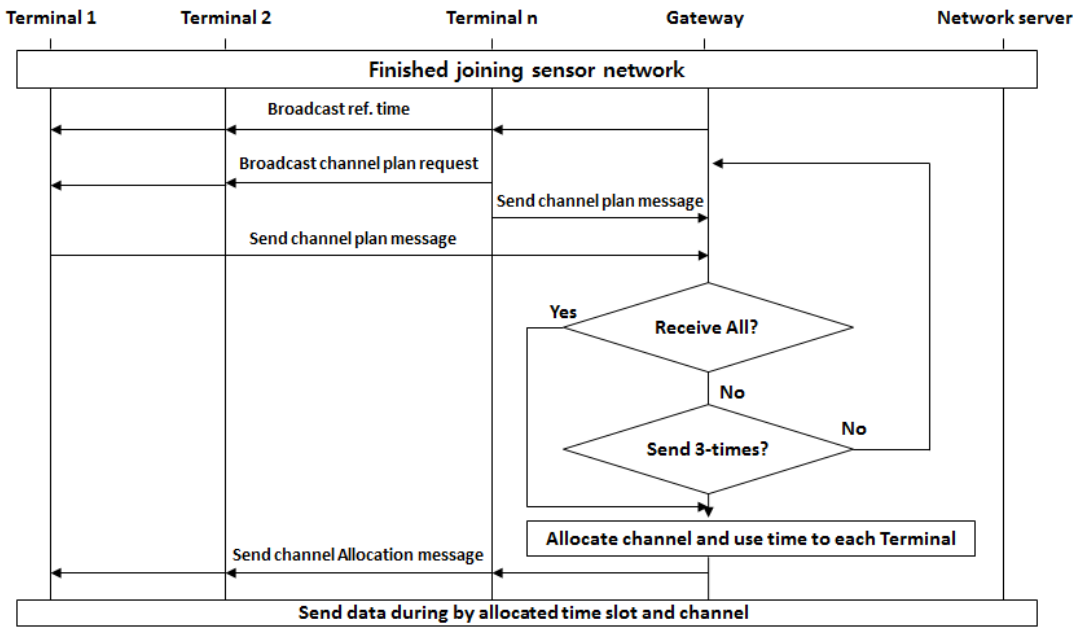 Terminal 1
Terminal 2
Terminal n
Gateway
Network server
Finished joining sensor network
Broadcast ref. time
Broadcast channel plan request
Send channel plan message
Send channel plan message
Yes
Receive All?
No
No
Send 3-times?
Allocate channel and use time to each Terminal
Send channel Allocation message
Send data during by allocated time slot and channel